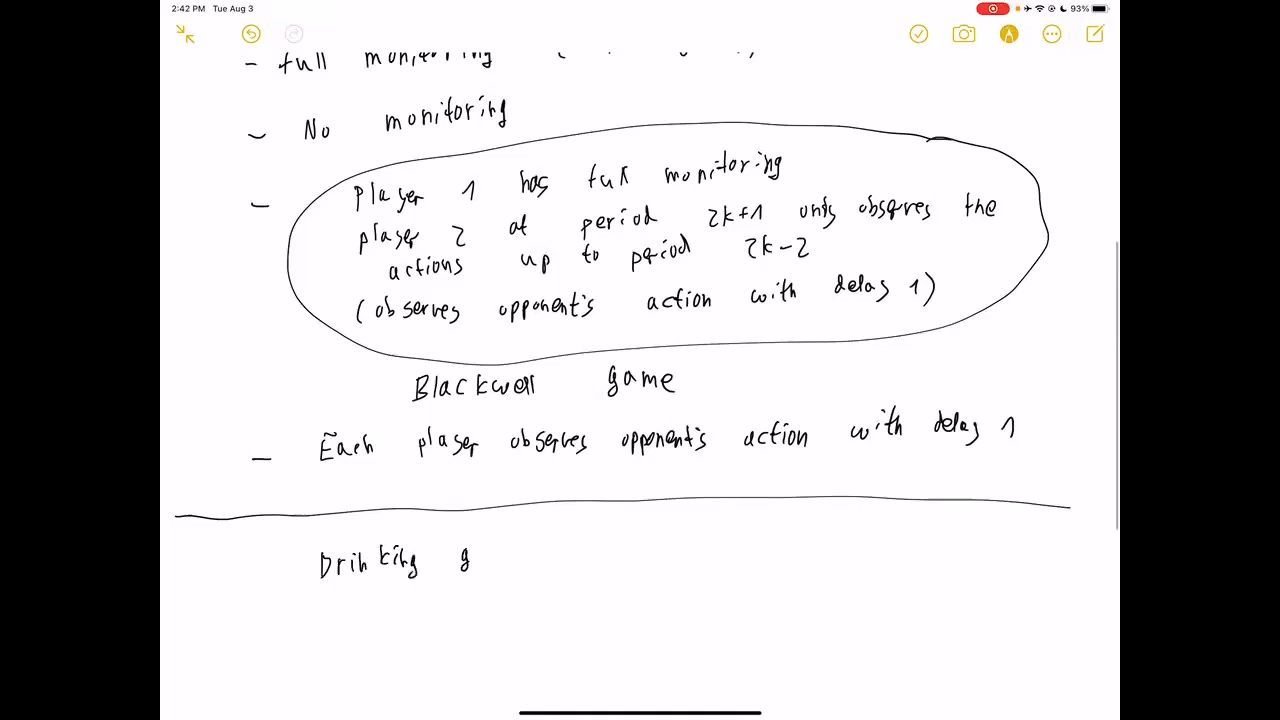 2:42 PM Tue Aug 3
93%
- full monitoring
- No monitoring
- player 1 has full monitoring
player 2 at period 2k+1 only observes the
actions up to period 2k-2
(observes opponent's action with delay 1)
Blackwell game
- Each player observes opponent's action with delay 1
Drinking g